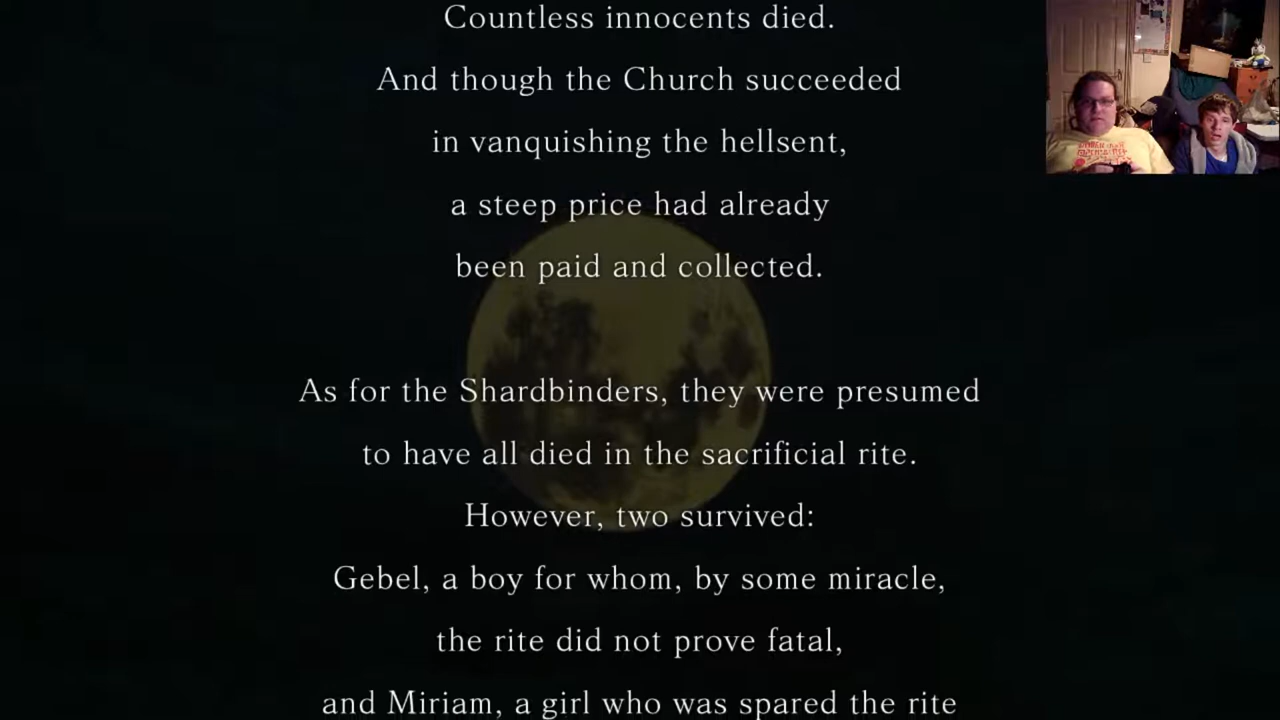 Countless innocents died.
And though the Church succeeded
in vanquishing the hellsent,
a steep price had already
been paid and collected.
As for the Shardbinders, they were presumed
to have all died in the sacrificial rite.
However, two survived:
Gebel, a boy for whom, by some miracle,
the rite did not prove fatal,
and Miriam, a girl who was spared the rite